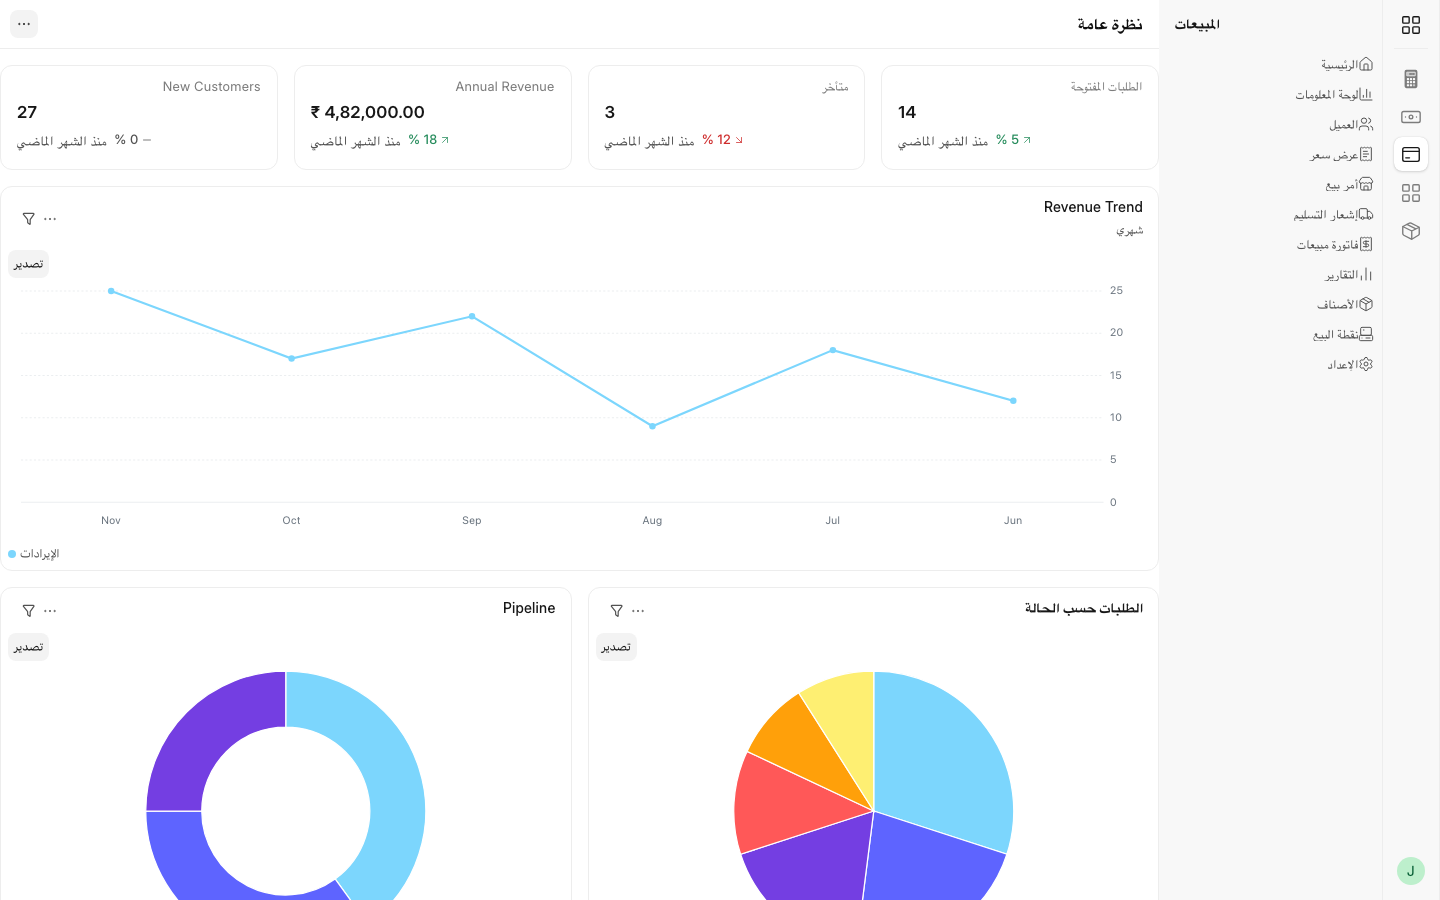 المبيعات
الرئيسية
لوحة المعلومات
العميل
عرض سعر
أمر بيع
إشعار التسليم
فاتورة مبيعات
التقارير
الأصناف
نقطة البيع
الإعداد
J
نظرة عامة
الطلبات المفتوحة
14
5 % منذ الشهر الماضي
متأخر
3
12 % منذ الشهر الماضي
Annual Revenue
₹ 4,82,000.00
18 % منذ الشهر الماضي
New Customers
27
0 % منذ الشهر الماضي
Revenue Trend
شهري
تصدير
25
20
15
10
5
0
Nov Oct Sep Aug Jul Jun
الإيرادات
الطلبات حسب الحالة
تصدير
Pipeline
تصدير